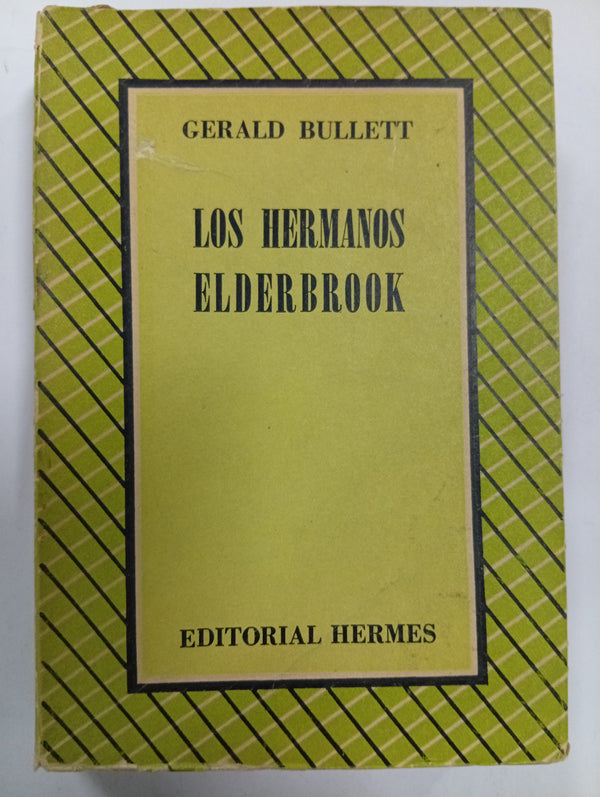 GERALD BULLETT
LOS HERMANOS
ELDERBROOK
EDITORIAL HERMES